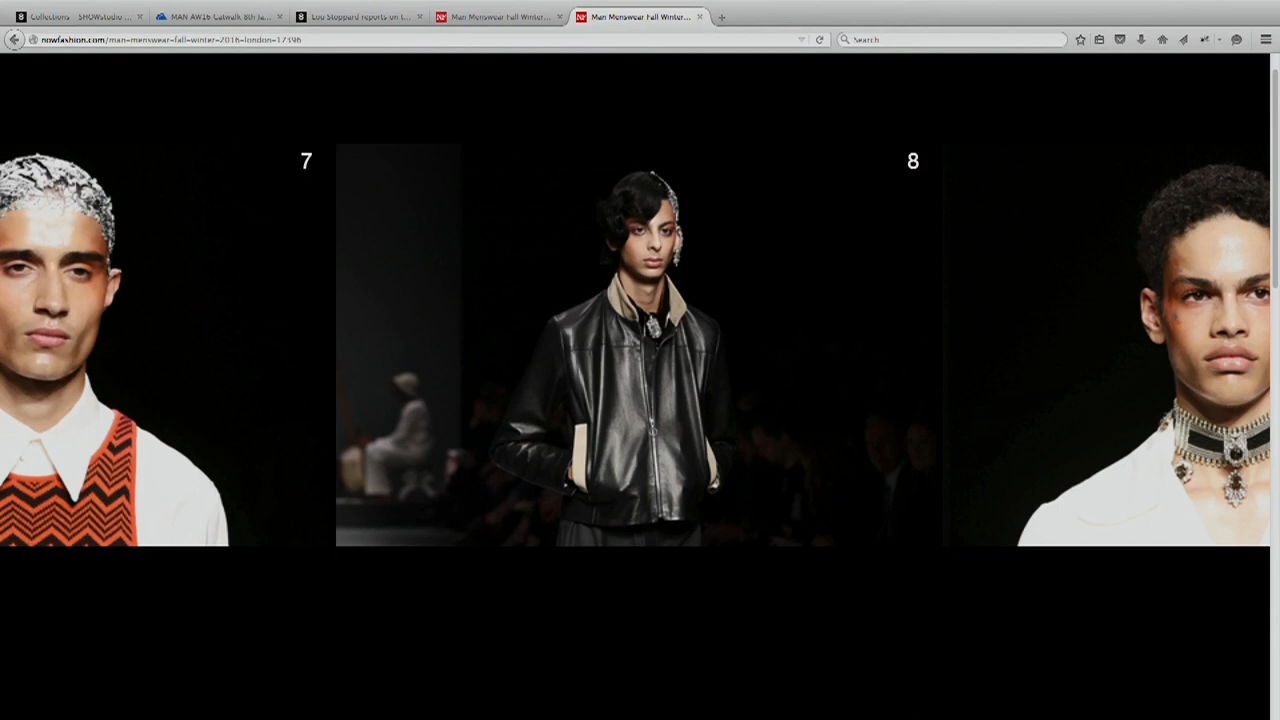 Collections - SHOWstudio ...
MAN AW16 Catwalk 8th Ja...
Lou Stoppard reports on t...
Man Menswear Fall Winter...
Man Menswear Fall Winter...
nowfashion.com/man-menswear-fall-winter-2016-london-17396
Search
7
8